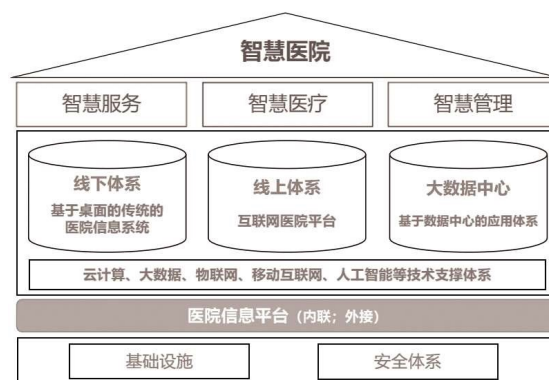 智慧医院
智慧服务
智慧医疗
智慧管理
线下体系
基于桌面的传统的
医院信息系统
线上体系
互联网医院平台
大数据中心
基于数据中心的应用体系
云计算、大数据、物联网、移动互联网、人工智能等技术支撑体系
医院信息平台（内联；外接）
基础设施
安全体系